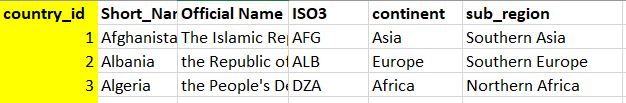 country_id Short_Nar Official Name ISO3 continent sub_region
1 Afghanista The Islamic Rep AFG Asia Southern Asia
2 Albania the Republic of ALB Europe Southern Europe
3 Algeria the People's De DZA Africa Northern Africa